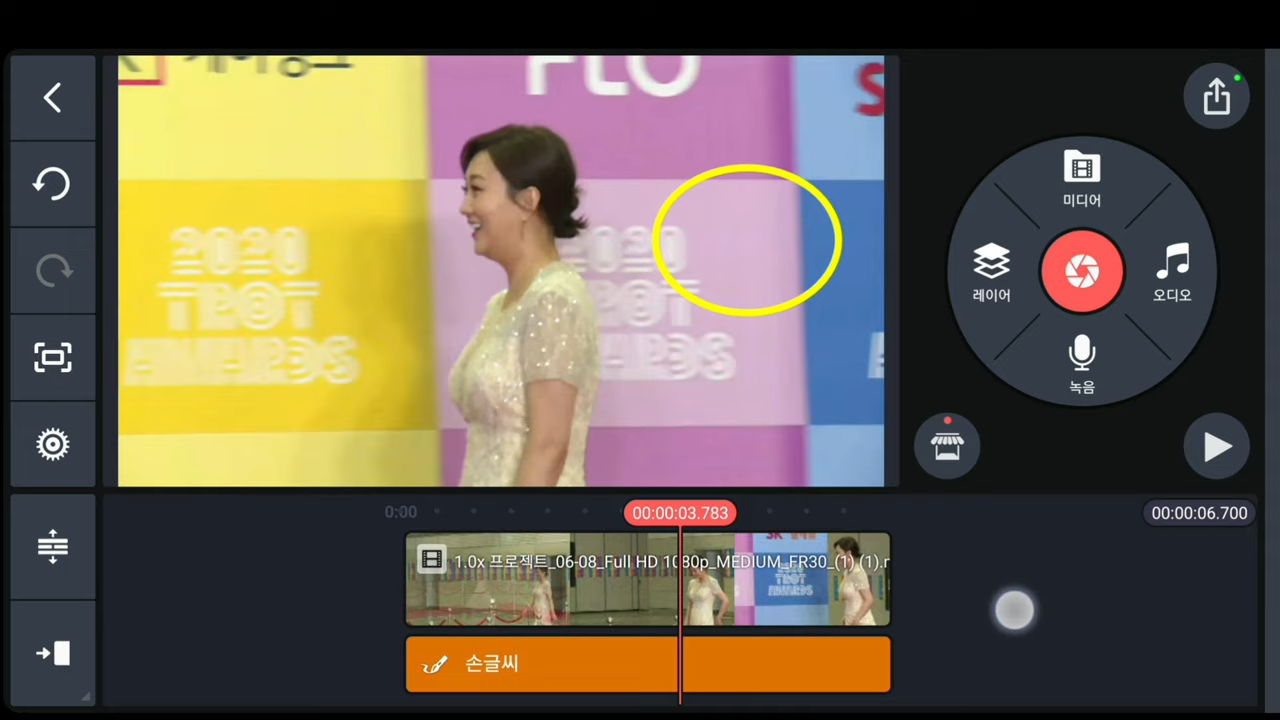 FLO
S
2020
TROT
AWARDS
2020
TROT
AWARDS
미디어
레이어
오디오
녹음
0:00
00:00:03.783
00:00:06.700
1.0x 프로젝트_06-08_Full HD 1080p_MEDIUM_FR30_(1) (1).m
손글씨